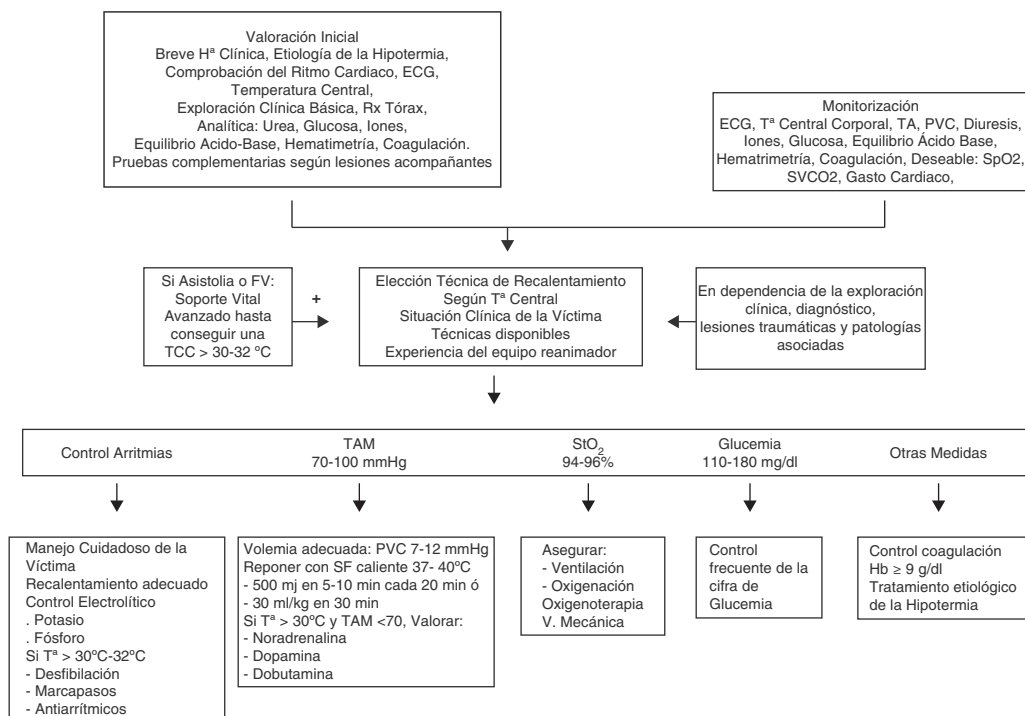 Valoración Inicial
Breve Hª Clínica, Etiología de la Hipotermia,
Comprobación del Ritmo Cardiaco, ECG,
Temperatura Central,
Exploración Clínica Básica, Rx Tórax,
Analítica: Urea, Glucosa, Iones,
Equilibrio Acido-Base, Hematimetría, Coagulación.
Pruebas complementarias según lesiones acompañantes
Monitorización
ECG, Tª Central Corporal, TA, PVC, Diuresis,
Iones, Glucosa, Equilibrio Ácido Base,
Hematrimetría, Coagulación, Deseable: SpO2,
SVCO2, Gasto Cardiaco,
Si Asistolia o FV:
Soporte Vital
Avanzado hasta
conseguir una
TCC > 30-32 ºC
+
Elección Técnica de Recalentamiento
Según Tª Central
Situación Clínica de la Víctima
Técnicas disponibles
Experiencia del equipo reanimador
En dependencia de la exploración
clínica, diagnóstico,
lesiones traumáticas y patologías
asociadas
Control Arritmias
TAM
70-100 mmHg
StO2
94-96%
Glucemia
110-180 mg/dl
Otras Medidas
Manejo Cuidadoso de la
Víctima
Recalentamiento adecuado
Control Electrolítico
. Potasio
. Fósforo
Si Tª > 30ºC-32ºC
- Desfibilación
- Marcapasos
- Antiarrítmicos
Volemia adecuada: PVC 7-12 mmHg
Reponer con SF caliente 37- 40ºC
- 500 mj en 5-10 min cada 20 min ó
- 30 ml/kg en 30 min
Si Tª > 30ºC y TAM <70, Valorar:
- Noradrenalina
- Dopamina
- Dobutamina
Asegurar:
- Ventilación
- Oxigenación
Oxigenoterapia
V. Mecánica
Control
frecuente de la
cifra de
Glucemia
Control coagulación
Hb ≥ 9 g/dl
Tratamiento etiológico
de la Hipotermia